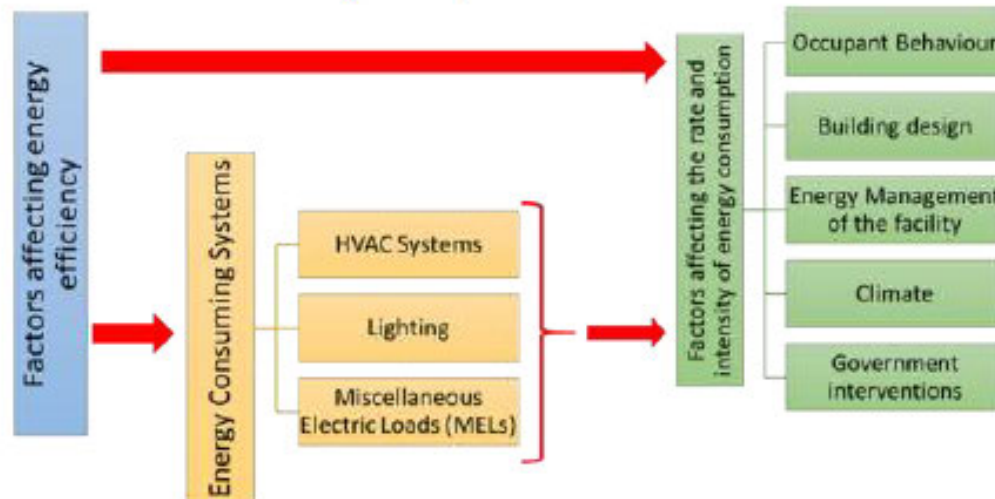 Factors affecting energy
efficiency
Energy Consuming Systems
HVAC Systems
Lighting
Miscellaneous
Electric Loads (MELs)
Factors affecting the rate and
intensity of energy consumption
Occupant Behaviour
Building design
Energy Management
of the facility
Climate
Government
interventions